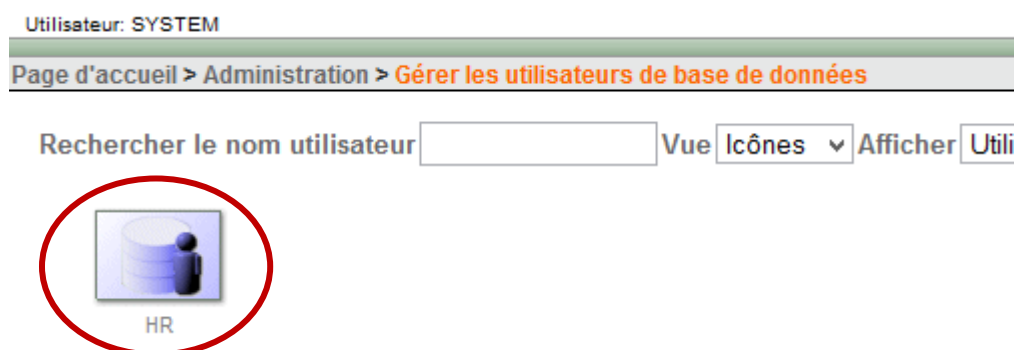 Utilisateur: SYSTEM
Page d'accueil > Administration > Gérer les utilisateurs de base de données
Rechercher le nom utilisateur Vue Icônes Afficher Utili
HR